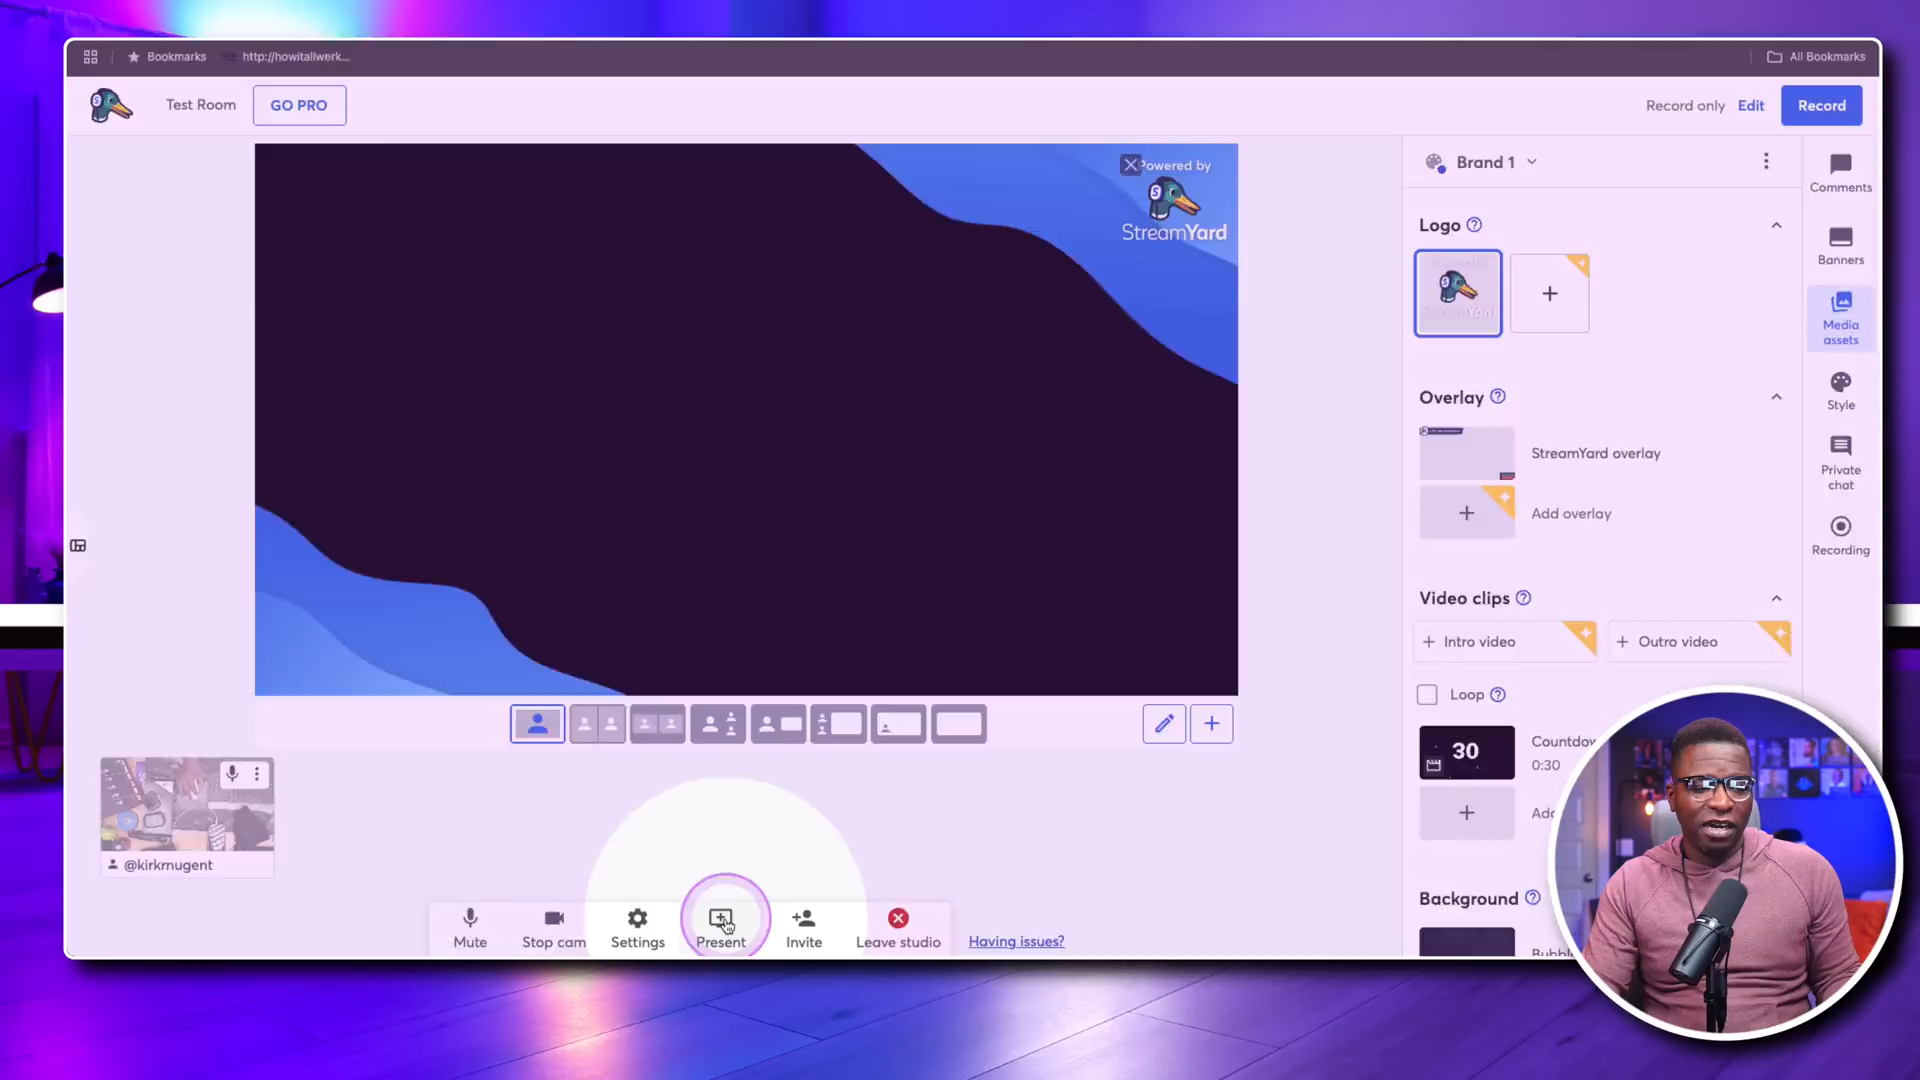 Bookmarks
http://howitallwerk...
All Bookmarks
Test Room
GO PRO
Record only
Edit
Record
Powered by
StreamYard
Brand 1
Logo
Overlay
StreamYard overlay
Add overlay
Video clips
Intro video
Outro video
Loop
30
Countdow
0:30
Background
Comments
Banners
Media
assets
Style
Private
chat
Recording
@kirkrnugent
Mute
Stop cam
Settings
Present
Invite
Leave studio
Having issues?